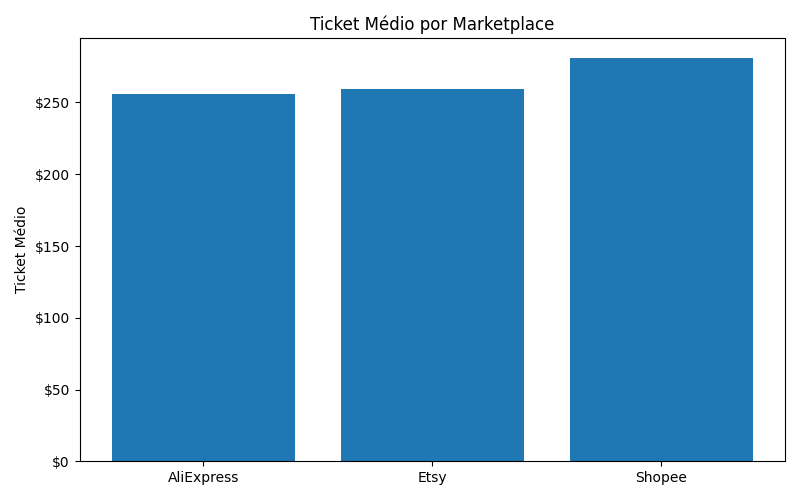 Ticket Médio por Marketplace
Ticket Médio
$250
$200
$150
$100
$50
$0
AliExpress
Etsy
Shopee